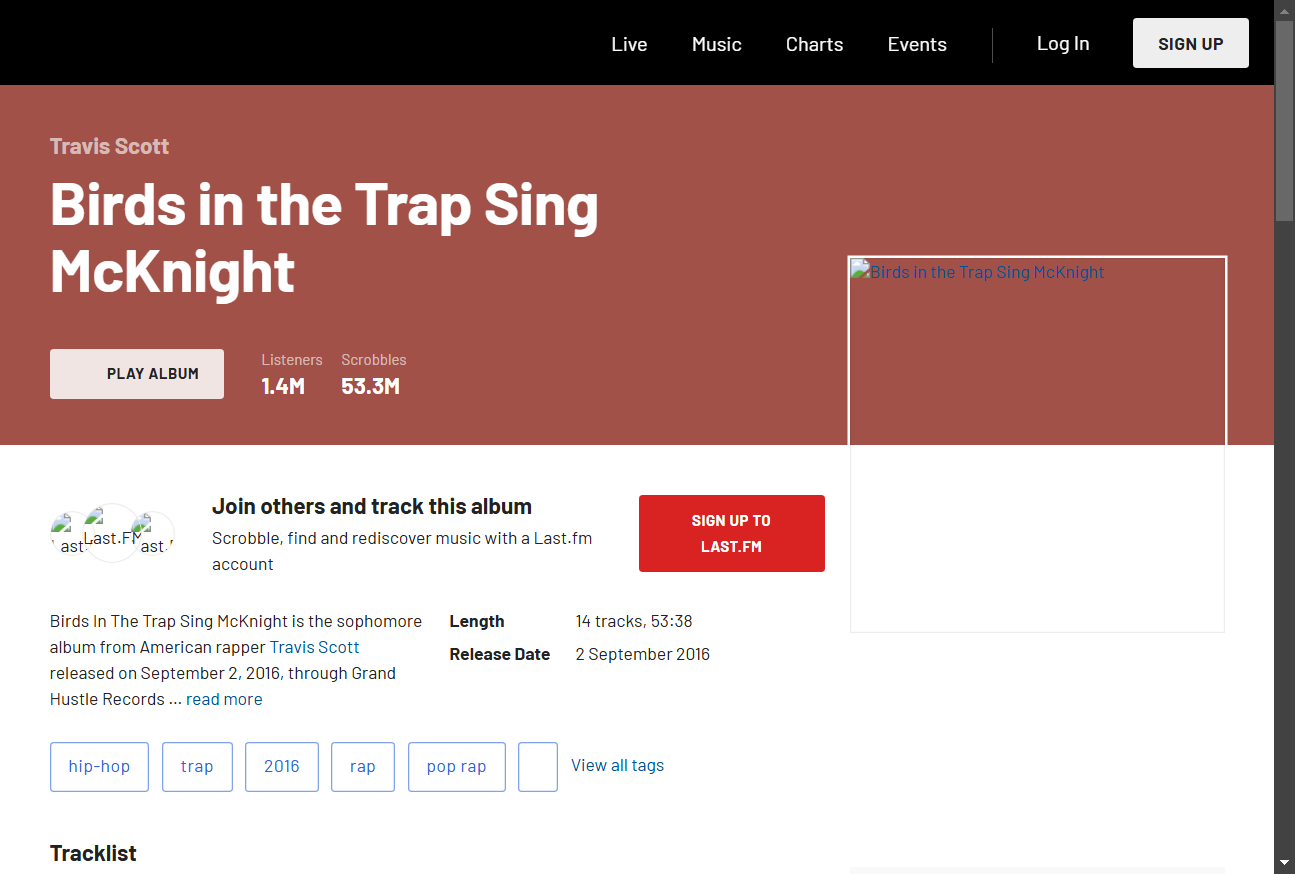 Live Music Charts Events Log In SIGN UP
Travis Scott
Birds in the Trap Sing
McKnight
Birds in the Trap Sing McKnight
PLAY ALBUM
Listeners Scrobbles
1.4M 53.3M
Join others and track this album
Last.FM
Scrobble, find and rediscover music with a Last.fm
account
SIGN UP TO
LAST.FM
Birds In The Trap Sing McKnight is the sophomore
album from American rapper Travis Scott
released on September 2, 2016, through Grand
Hustle Records … read more
Length 14 tracks, 53:38
Release Date 2 September 2016
hip-hop trap 2016 rap pop rap View all tags
Tracklist